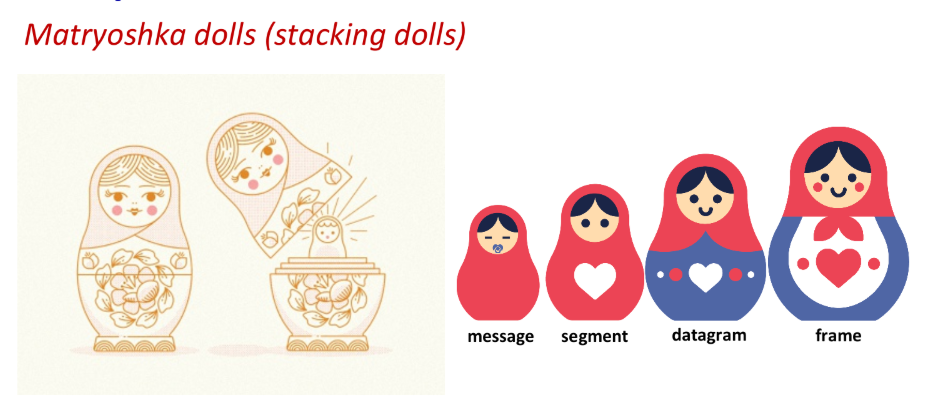 Matryoshka dolls (stacking dolls)
message segment datagram frame